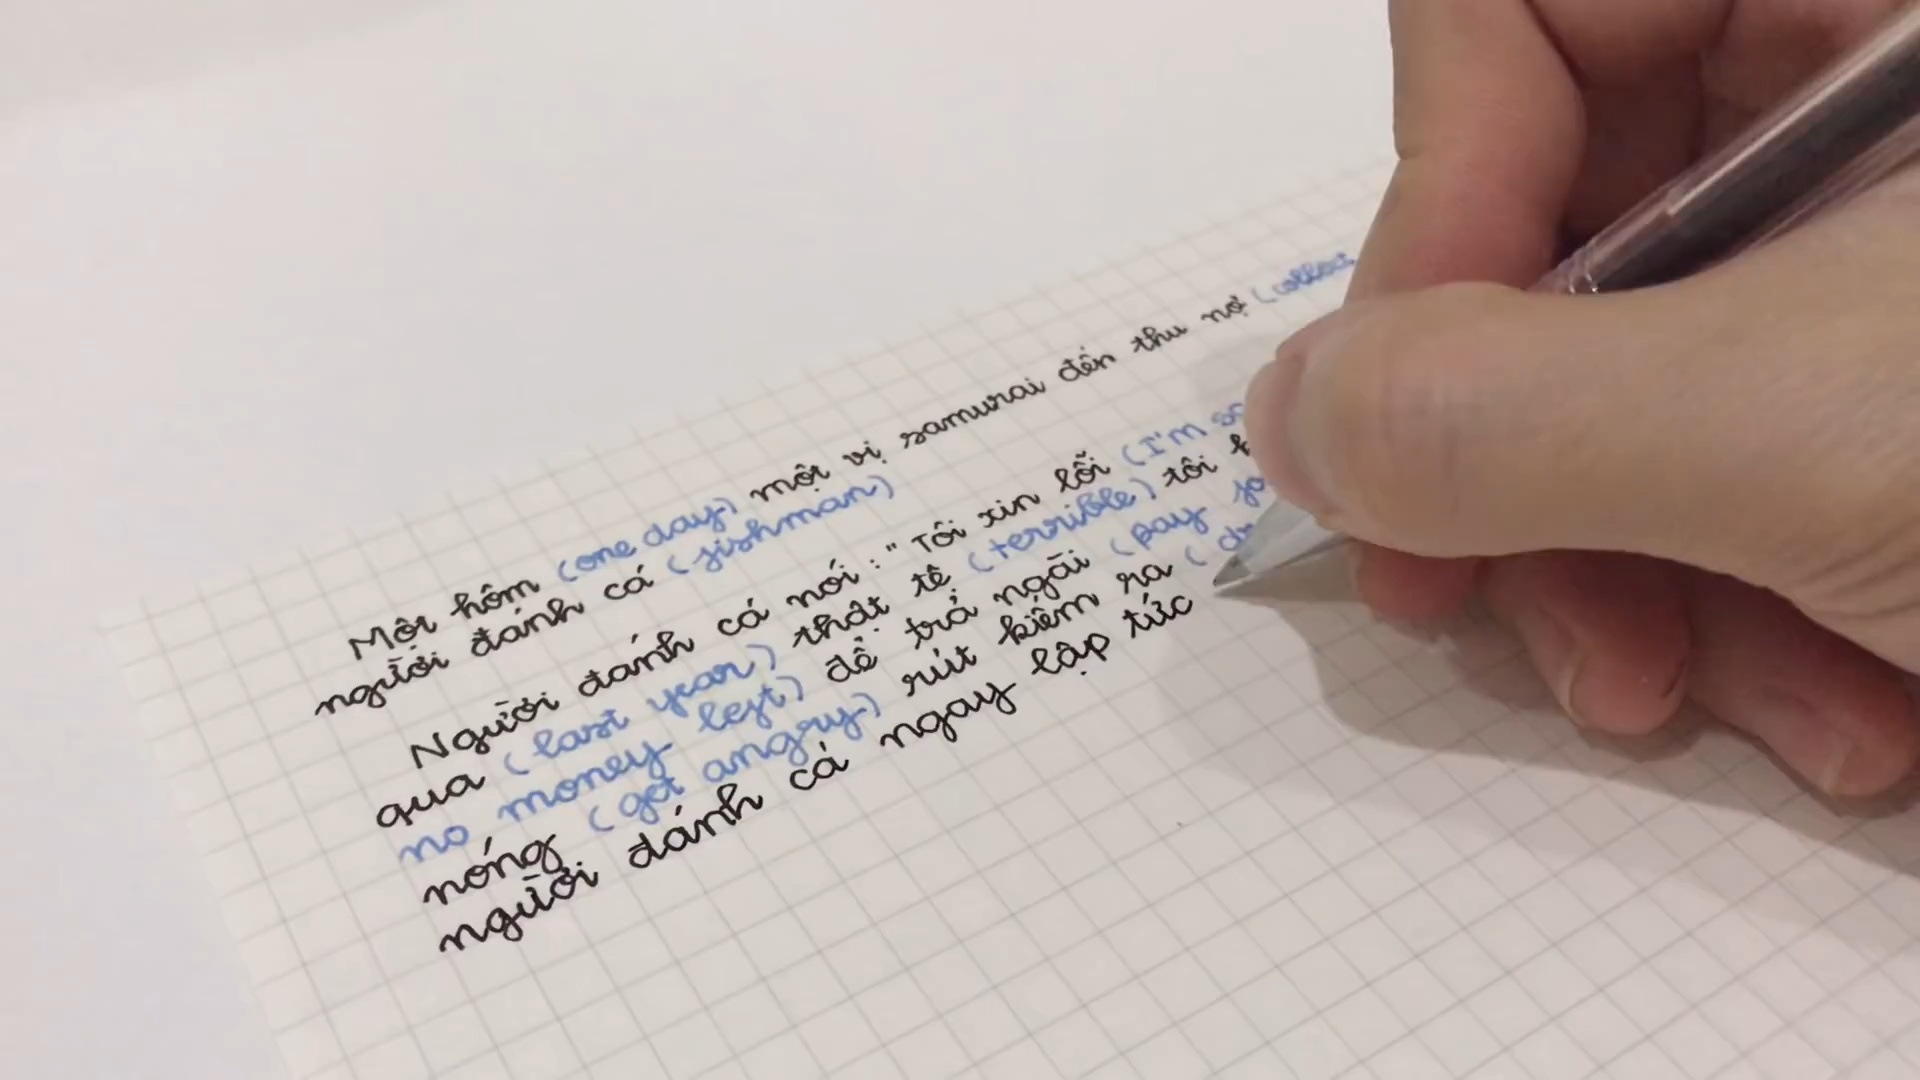 Một hôm (one day) một vị samurai đến thu nợ (collect
người đánh cá (fishman)
Người đánh cá nói : " Tôi xin lỗi (I'm
qua (last year) thật tệ (terrible) tôi
no money left) để trả ngài (pay
nóng (get angry) rút kiếm ra (
người đánh cá ngay lập tức